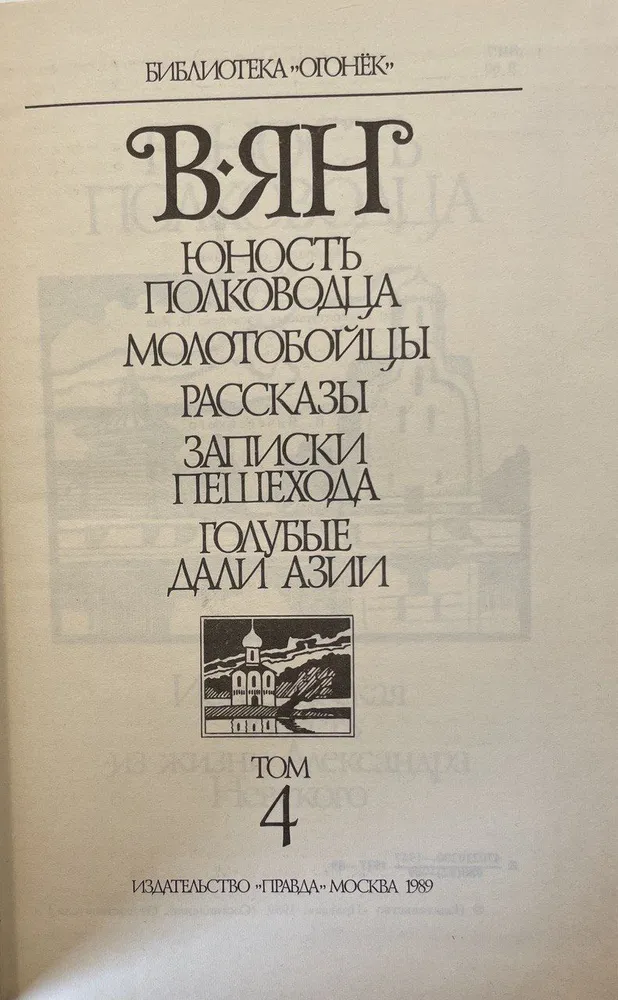 БИБЛИОТЕКА „ОГОНЁК”
В·ЯН
ЮНОСТЬ
ПОЛКОВОДЦА
МОЛОТОБОЙЦЫ
РАССКАЗЫ
ЗАПИСКИ
ПЕШЕХОДА
ГОЛУБЫЕ
ДАЛИ АЗИИ
ТОМ
4
ИЗДАТЕЛЬСТВО „ПРАВДА” МОСКВА 1989